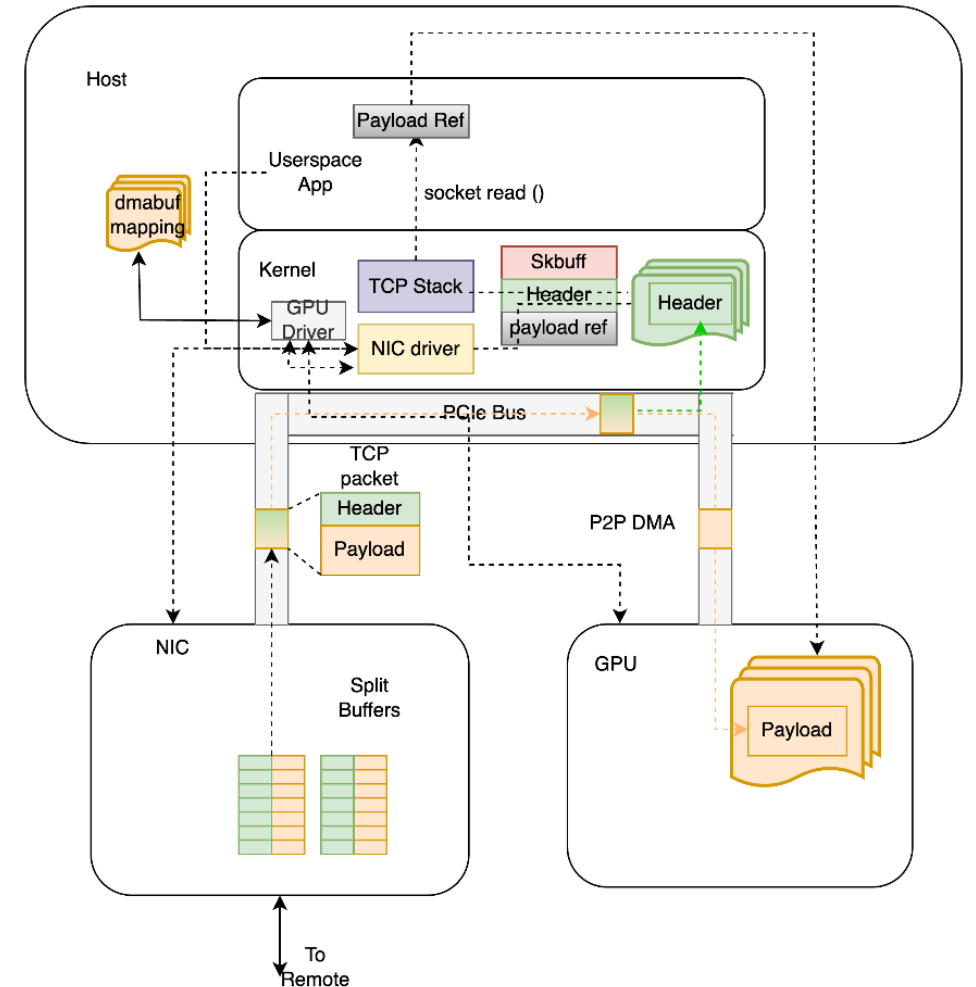 Host
Payload Ref
Userspace
App
socket read ()
dmabuf
mapping
Kernel
TCP Stack
Skbuff
Header
payload ref
Header
GPU
Driver
NIC driver
PCIe Bus
TCP
packet
Header
Payload
P2P DMA
NIC
Split
Buffers
GPU
Payload
To
Remote